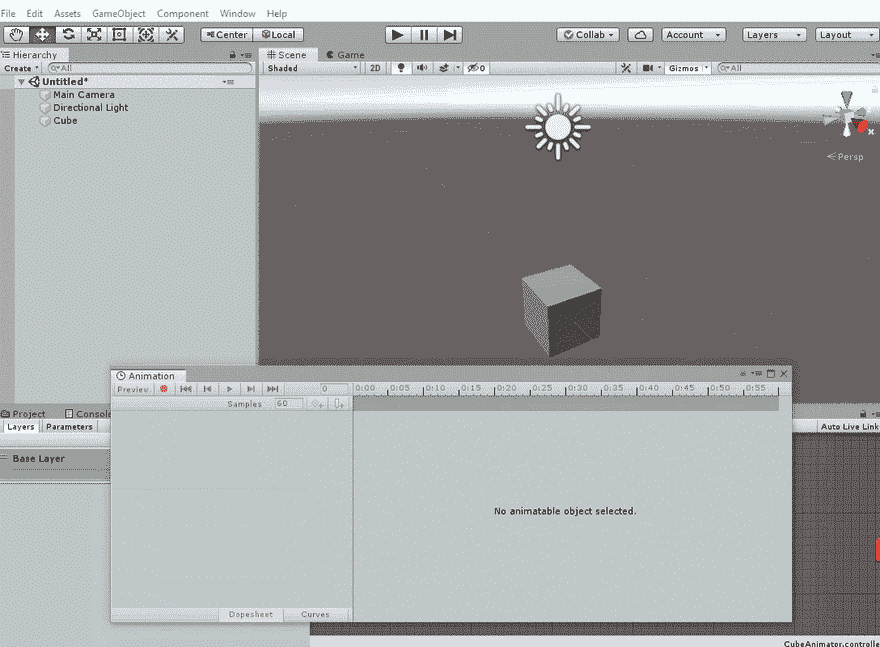 File Edit Assets GameObject Component Window Help
Center Local Collab Account Layers Layout
Hierarchy Scene Game
Create All Shaded 2D 0 Gizmos All
Untitled*
Main Camera
Directional Light
Cube
x
Persp
Animation
Preview 0 0:00 0:05 0:10 0:15 0:20 0:25 0:30 0:35 0:40 0:45 0:50 0:55
Samples 60
Project Console
Layers Parameters Auto Live Link
Base Layer
No animatable object selected.
Dopesheet Curves
CubeAnimator.controlle